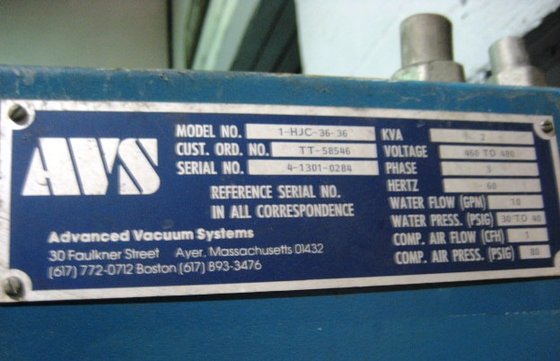 AVS
MODEL NO. 1-HJC-36-36
CUST. ORD. NO. TT-58546
SERIAL NO. 4-1301-0284
REFERENCE SERIAL NO.
IN ALL CORRESPONDENCE
Advanced Vacuum Systems
30 Faulkner Street Ayer, Massachusetts 01432
(617) 772-0712 Boston (617) 893-3476
KVA 2
VOLTAGE 460 TO 480
PHASE 3
HERTZ 60
WATER FLOW (GPM) 10
WATER PRESS. (PSIG) 30 TO 40
COMP. AIR FLOW (CFH) 1
COMP. AIR PRESS. (PSIG) 80